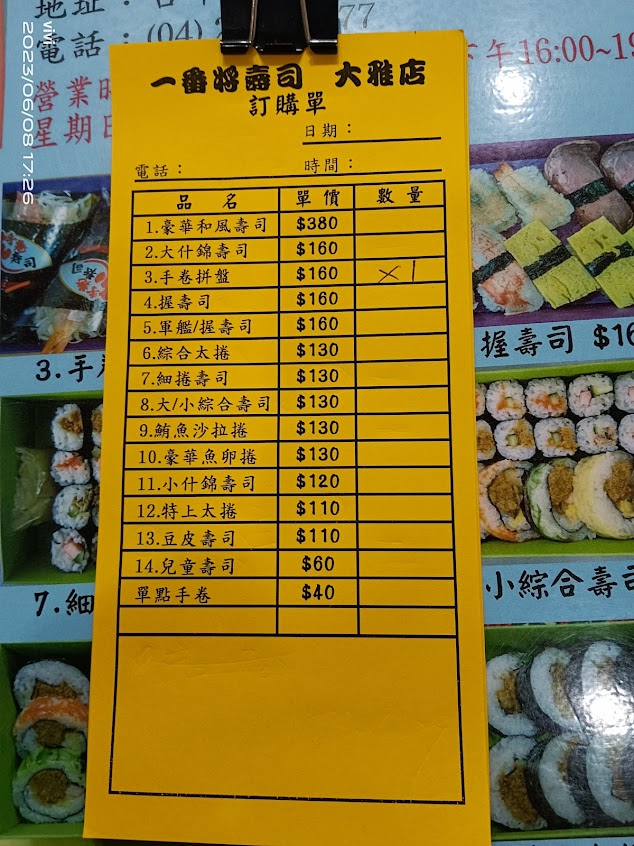 地址：
電話：(04)
77
下午16:00~19
營業時
星期日
vivi
2023/06/08 17:26
一番将壽司 大雅店
訂購單
日期：
電話： 時間：
品 名 單價 數量
1.豪華和風壽司 $380
2.大什錦壽司 $160
3.手卷拼盤 $160 ×1
4.握壽司 $160
5.軍艦/握壽司 $160
6.綜合太捲 $130
7.細捲壽司 $130
8.大/小綜合壽司 $130
9.鮪魚沙拉捲 $130
10.豪華魚卵捲 $130
11.小什錦壽司 $120
12.特上太捲 $110
13.豆皮壽司 $110
14.兒童壽司 $60
單點手卷 $40
3.手
握壽司 $16
7.細
小綜合壽司